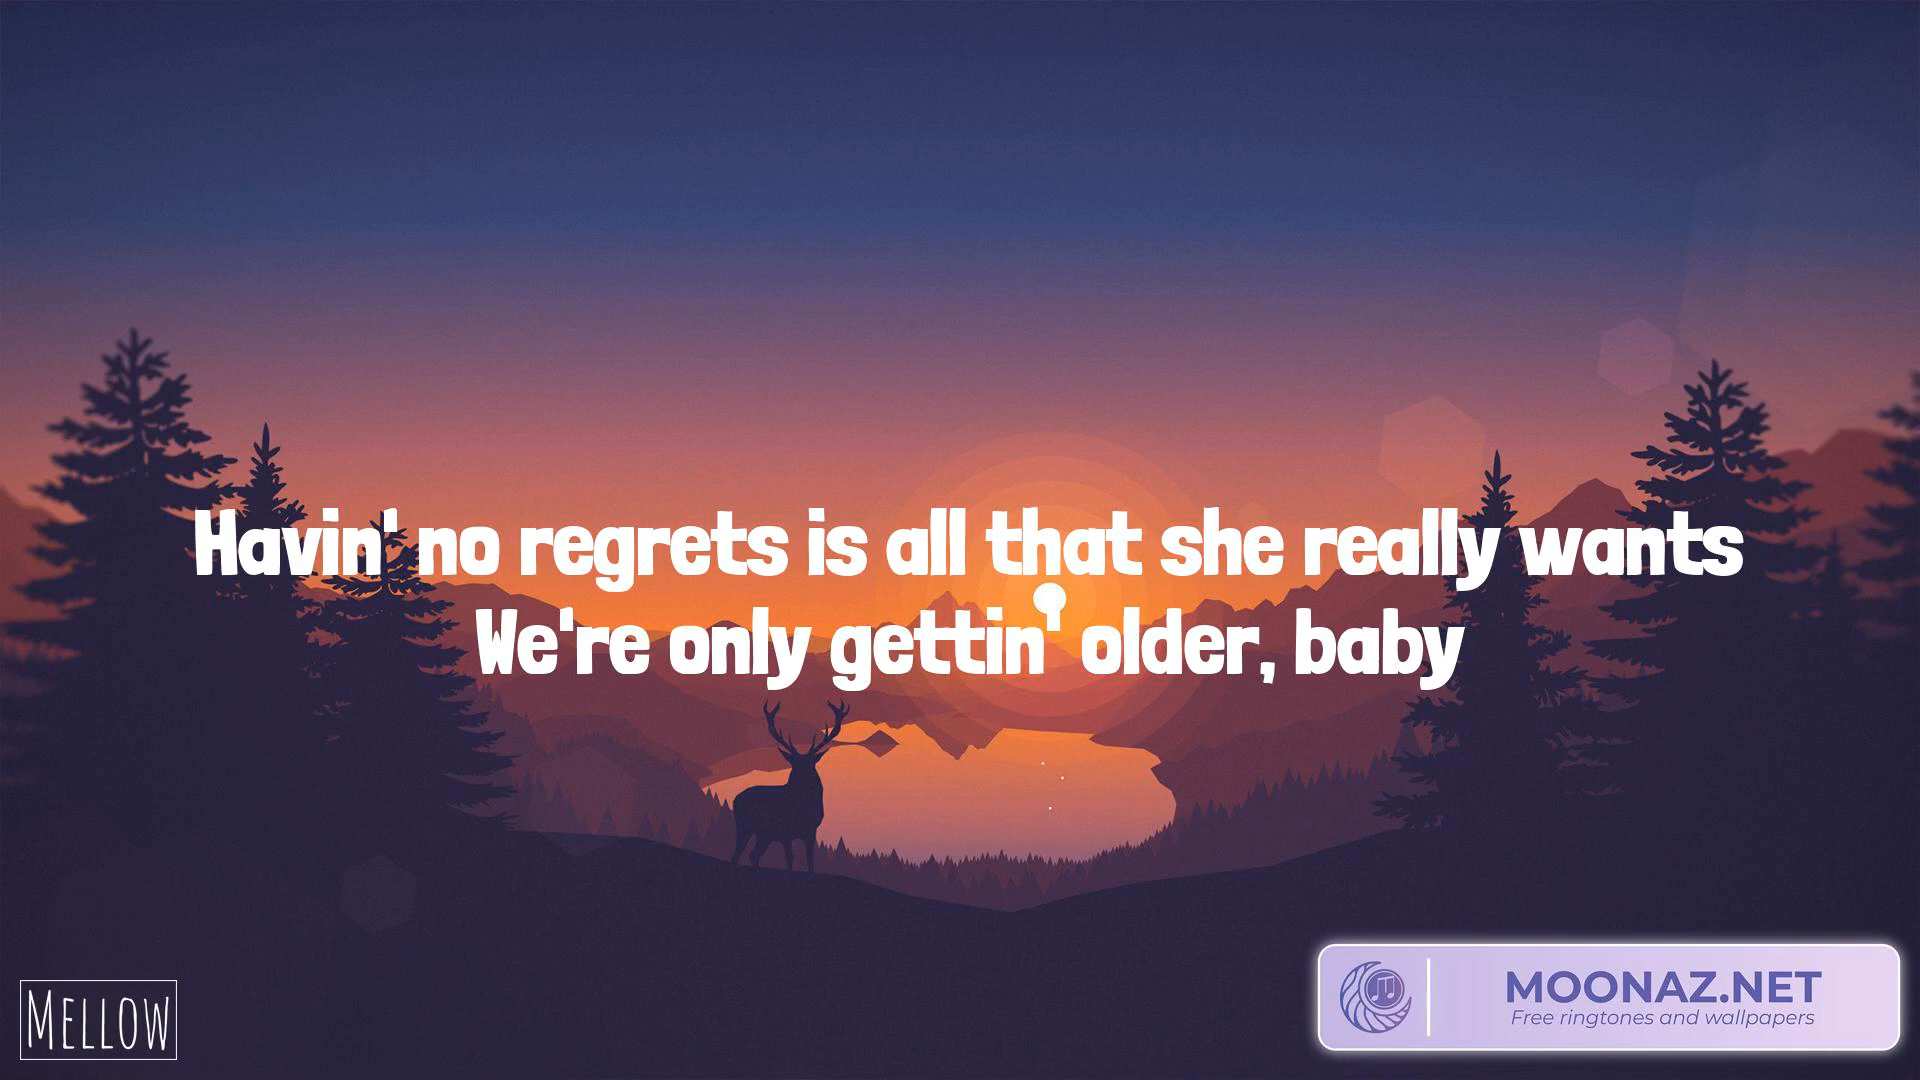 Havin' no regrets is all that she really wants
We're only gettin' older, baby
MELLOW
MOONAZ.NET
Free ringtones and wallpapers